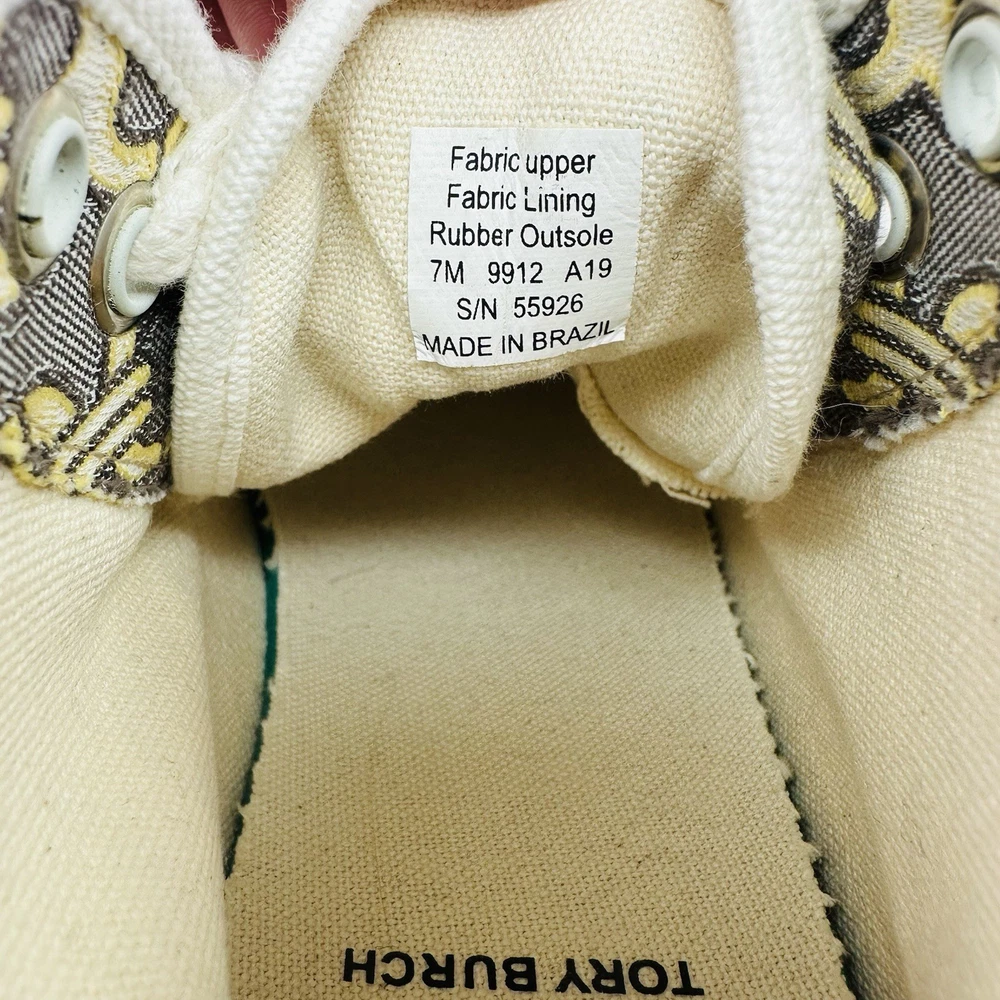 Fabric upper
Fabric Lining
Rubber Outsole
7M 9912 A19
S/N 55926
MADE IN BRAZIL
TORY BURCH